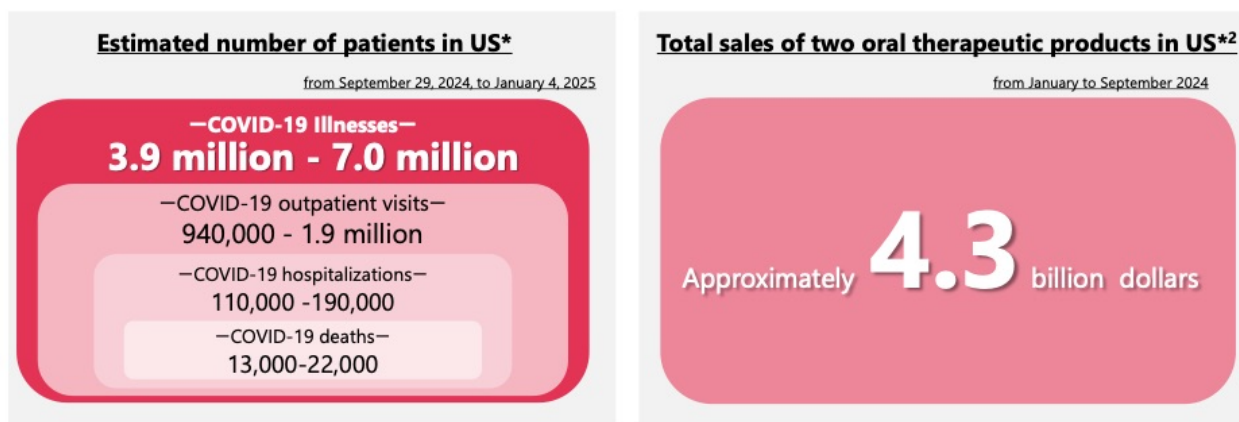 Estimated number of patients in US*
from September 29, 2024, to January 4, 2025
—COVID-19 Illnesses—
3.9 million - 7.0 million
—COVID-19 outpatient visits—
940,000 - 1.9 million
—COVID-19 hospitalizations—
110,000 -190,000
—COVID-19 deaths—
13,000-22,000
Total sales of two oral therapeutic products in US*2
from January to September 2024
Approximately 4.3 billion dollars